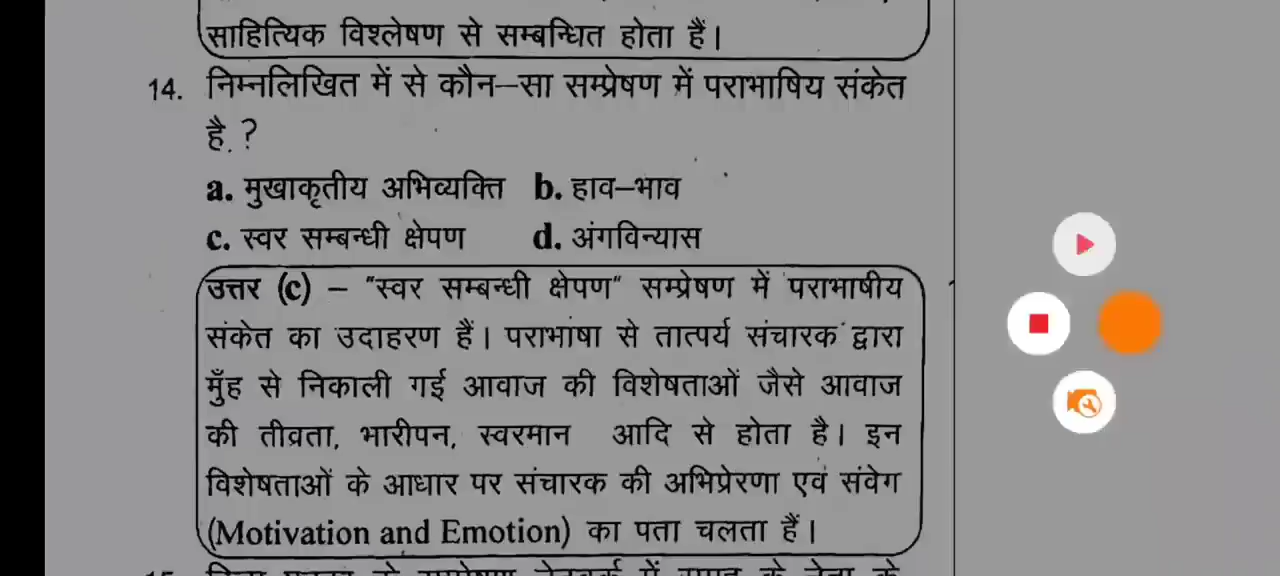 साहित्यिक विश्लेषण से सम्बन्धित होता हैं।
14. निम्नलिखित में से कौन–सा सम्प्रेषण में पराभाषिय संकेत
है ?
a. मुखाकृतीय अभिव्यक्ति b. हाव–भाव
c. स्वर सम्बन्धी क्षेपण d. अंगविन्यास
उत्तर (c) – "स्वर सम्बन्धी क्षेपण" सम्प्रेषण में पराभाषीय
संकेत का उदाहरण हैं। पराभाषा से तात्पर्य संचारक द्वारा
मुँह से निकाली गई आवाज की विशेषताओं जैसे आवाज
की तीव्रता, भारीपन, स्वरमान आदि से होता है। इन
विशेषताओं के आधार पर संचारक की अभिप्रेरणा एवं संवेग
(Motivation and Emotion) का पता चलता हैं।